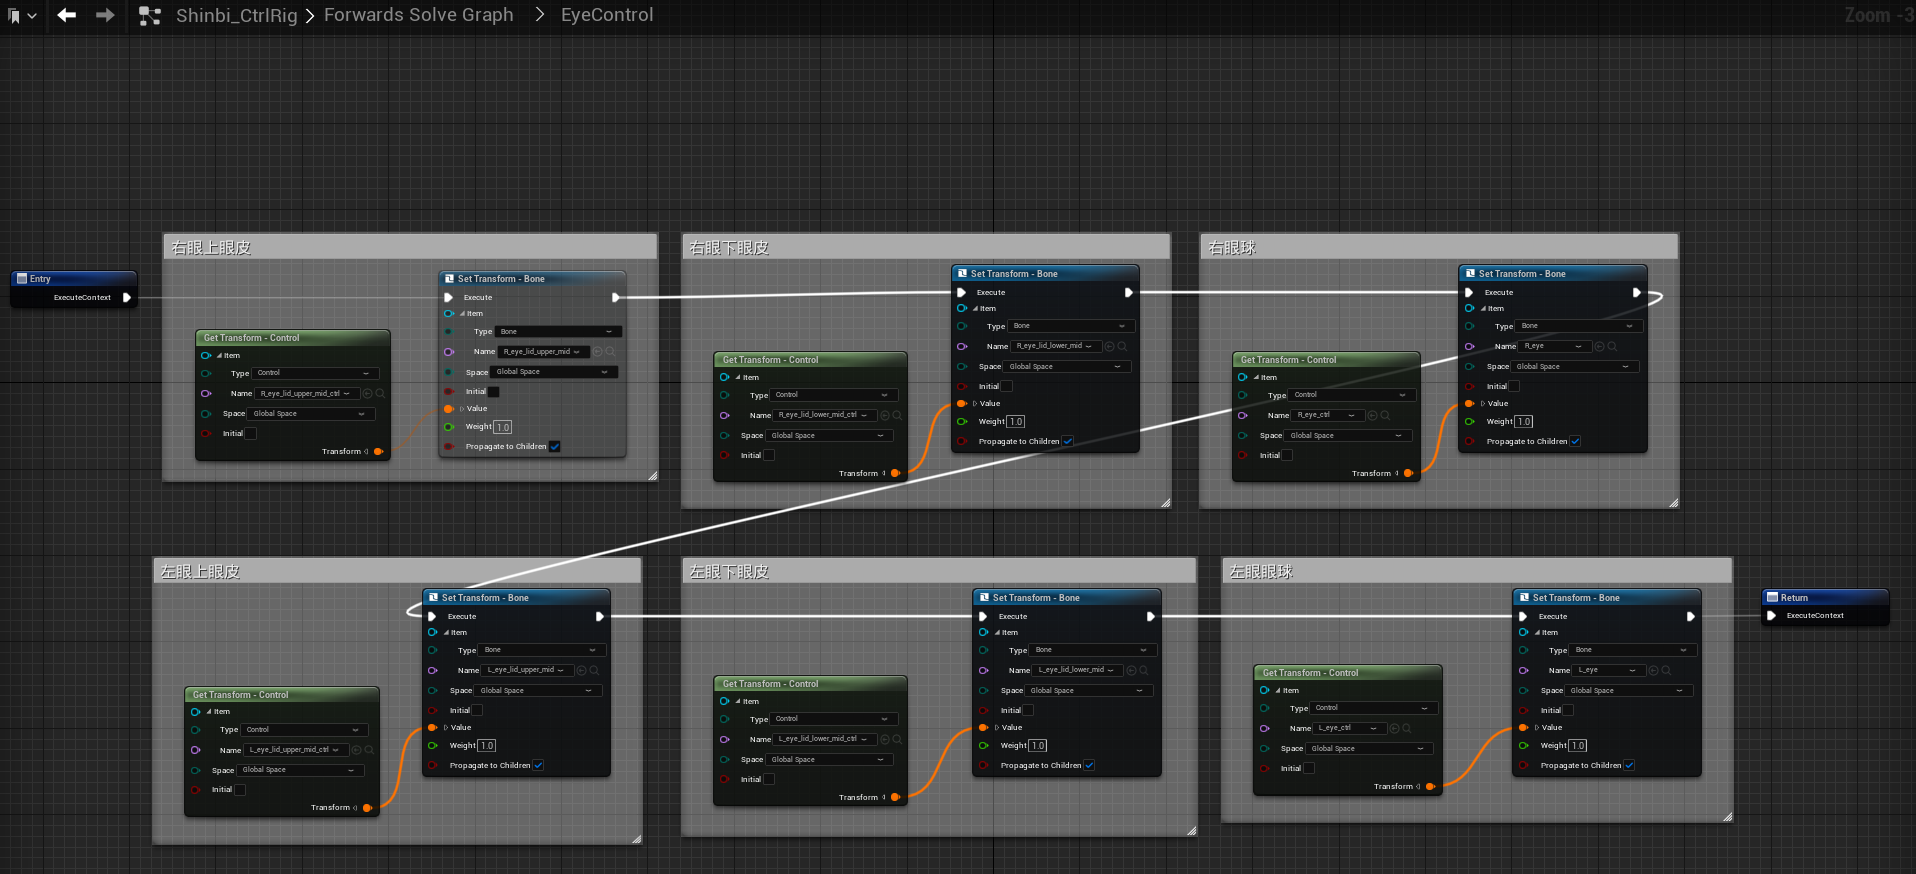 Shinbi_CtrlRig > Forwards Solve Graph > EyeControl
Zoom -3
右眼上眼皮
Entry
ExecuteContext
Get Transform - Control
Item
Type Control
Name R_eye_lid_upper_mid_ctrl
Space Global Space
Initial
Transform
Set Transform - Bone
Execute
Item
Type Bone
Name R_eye_lid_upper_mid
Space Global Space
Initial
Value
Weight 1.0
Propagate to Children
右眼下眼皮
Get Transform - Control
Item
Type Control
Name R_eye_lid_lower_mid_ctrl
Space Global Space
Initial
Transform
Set Transform - Bone
Execute
Item
Type Bone
Name R_eye_lid_lower_mid
Space Global Space
Initial
Value
Weight 1.0
Propagate to Children
右眼球
Get Transform - Control
Item
Type Control
Name R_eye_ctrl
Space Global Space
Initial
Transform
Set Transform - Bone
Execute
Item
Type Bone
Name R_eye
Space Global Space
Initial
Value
Weight 1.0
Propagate to Children
左眼上眼皮
Get Transform - Control
Item
Type Control
Name L_eye_lid_upper_mid_ctrl
Space Global Space
Initial
Transform
Set Transform - Bone
Execute
Item
Type Bone
Name L_eye_lid_upper_mid
Space Global Space
Initial
Value
Weight 1.0
Propagate to Children
左眼下眼皮
Get Transform - Control
Item
Type Control
Name L_eye_lid_lower_mid_ctrl
Space Global Space
Initial
Transform
Set Transform - Bone
Execute
Item
Type Bone
Name L_eye_lid_lower_mid
Space Global Space
Initial
Value
Weight 1.0
Propagate to Children
左眼眼球
Get Transform - Control
Item
Type Control
Name L_eye_ctrl
Space Global Space
Initial
Transform
Set Transform - Bone
Execute
Item
Type Bone
Name L_eye
Space Global Space
Initial
Value
Weight 1.0
Propagate to Children
Return
ExecuteContext